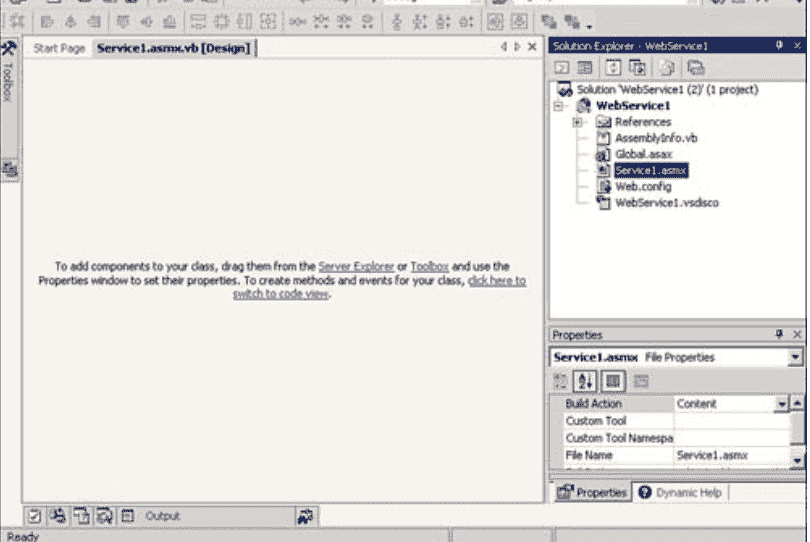 Start Page
Service1.asmx.vb [Design]
Toolbox
To add components to your class, drag them from the Server Explorer or Toolbox and use the
Properties window to set their properties. To create methods and events for your class, click here to
switch to code view.
Solution Explorer - WebService1
Solution 'WebService1 (2)' (1 project)
WebService1
References
AssemblyInfo.vb
Global.asax
Service1.asmx
Web.config
WebService1.vsdisco
Properties
Service1.asmx File Properties
Build Action Content
Custom Tool
Custom Tool Namespa
File Name Service1.asmx
Properties
Dynamic Help
Output
Ready